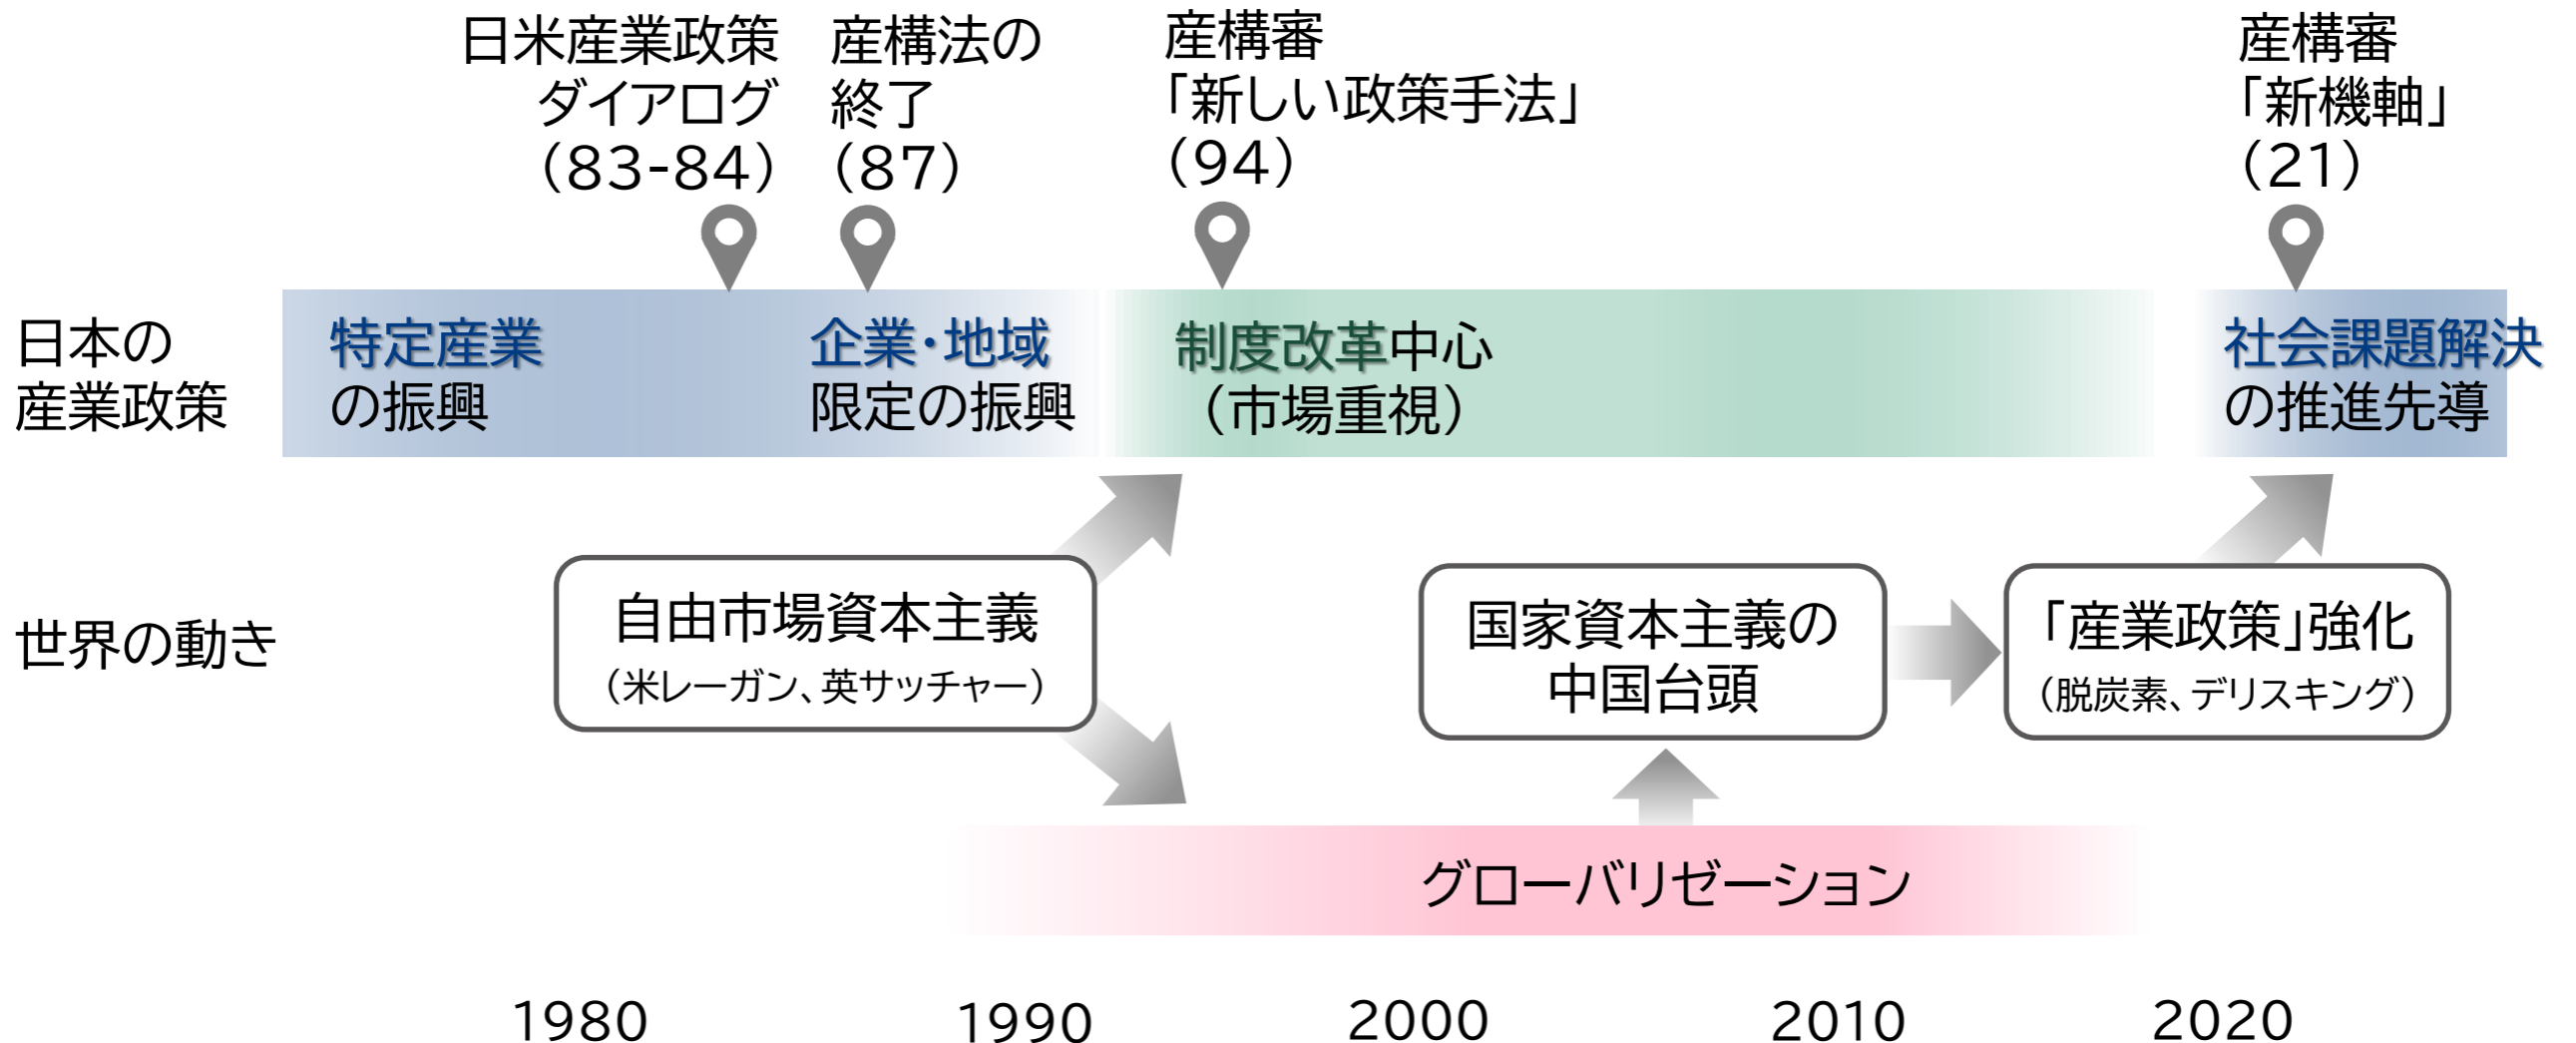 日米産業政策
ダイアログ
（83-84）
産構法の
終了
（87）
産構審
「新しい政策手法」
（94）
産構審
「新機軸」
（21）
日本の
産業政策
特定産業
の振興
企業・地域
限定の振興
制度改革中心
（市場重視）
社会課題解決
の推進先導
世界の動き
自由市場資本主義
（米レーガン、英サッチャー）
国家資本主義の
中国台頭
「産業政策」強化
（脱炭素、デリスキング）
グローバリゼーション
1980
1990
2000
2010
2020